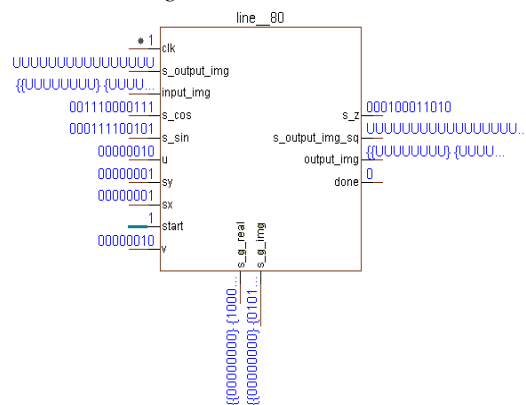 line__80
1
clk
UUUUUUUUUUUUUUUU
s_output_img
{{UUUUUUUU} {UUUU...
input_img
001110000111
s_cos
000111100101
s_sin
00000010
u
00000001
sy
00000001
sx
1
start
00000010
v
000100011010
s_z
UUUUUUUUUUUUUUUUU...
s_output_img_sq
{{UUUUUUUU} {UUUU...
output_img
0
done
s_g_real
s_g_img
{{00000000} {1000...
{{00000000} {0101...